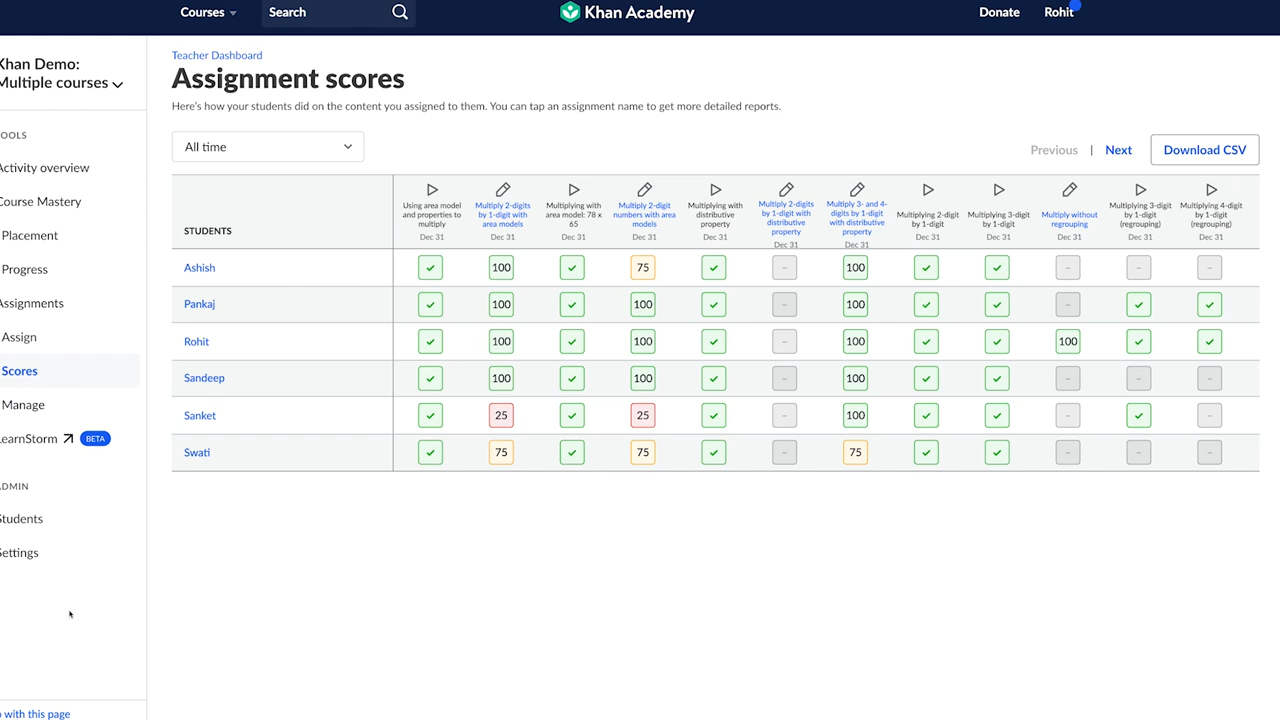 Courses
Search
Khan Academy
Donate
Rohit
Khan Demo:
Multiple courses
Teacher Dashboard
Assignment scores
Here's how your students did on the content you assigned to them. You can tap an assignment name to get more detailed reports.
All time
Previous | Next
Download CSV
OOLS
Activity overview
Course Mastery
Placement
Progress
Assignments
Assign
Scores
Manage
LearnStorm BETA
ADMIN
Students
Settings
with this page
STUDENTS
Using area model
and properties to
multiply
Dec 31
Multiply 2-digits
by 1-digit with
area models
Dec 31
Multiplying with
area model: 78 x
65
Dec 31
Multiply 2-digit
numbers with area
models
Dec 31
Multiplying with
distributive
property
Dec 31
Multiply 2-digits
by 1-digit with
distributive
property
Dec 31
Multiply 3- and 4-
digits by 1-digit
with distributive
property
Dec 31
Multiplying 2-digit
by 1-digit
Dec 31
Multiplying 3-digit
by 1-digit
Dec 31
Multiply without
regrouping
Dec 31
Multiplying 3-digit
by 1-digit
(regrouping)
Dec 31
Multiplying 4-digit
by 1-digit
(regrouping)
Dec 31
Ashish 100 75 – 100 – – –
Pankaj 100 100 – 100 –
Rohit 100 100 – 100 100
Sandeep 100 100 – 100 – – –
Sanket 25 25 – 100 – –
Swati 75 75 – 75 – – –